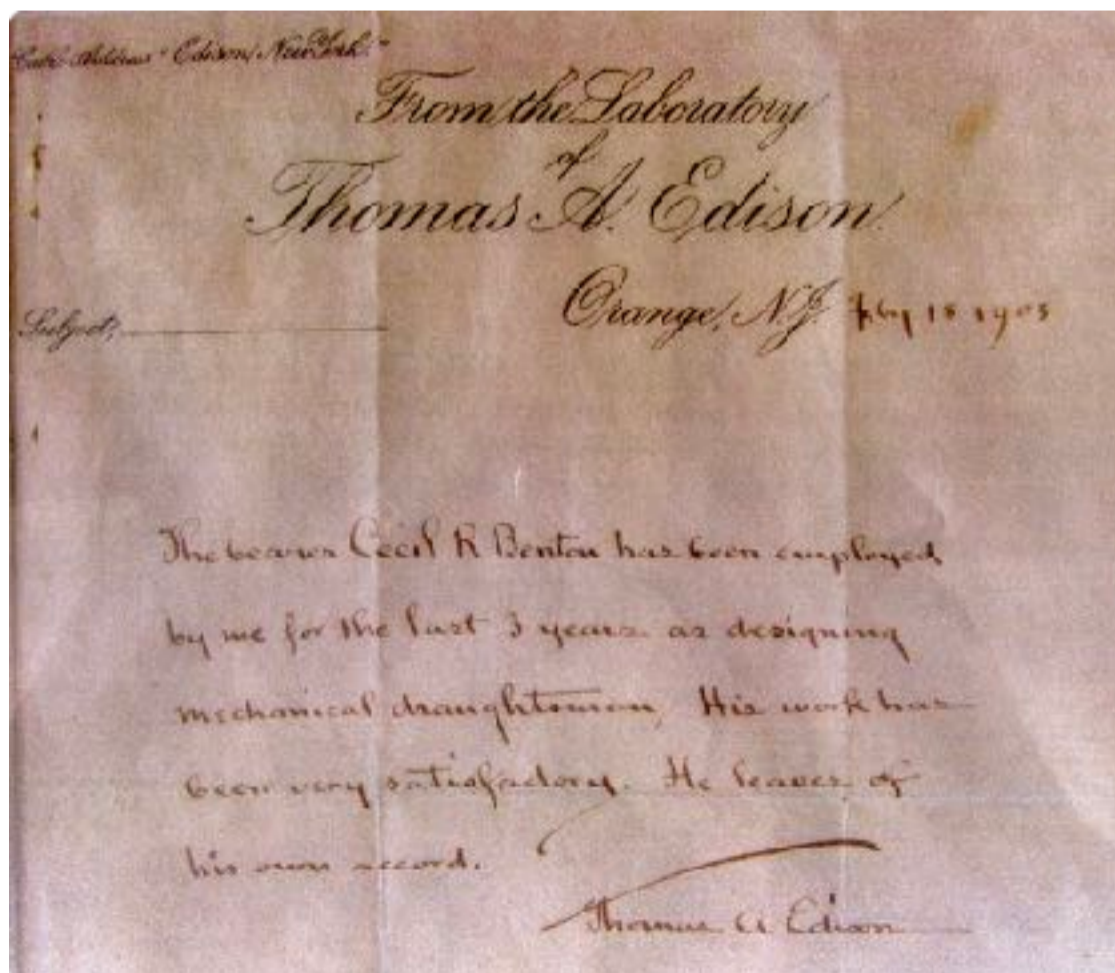 Cable Address "Edison, New York."
From the Laboratory
of
Thomas A. Edison.
Orange, N.J. Feby 18 1903
Subject,
The bearer Cecil R Benton has been employed
by me for the last 3 years as designing
mechanical draughtsman, His work has
been very satisfactory. He leaves of
his own record.
Thomas A Edison